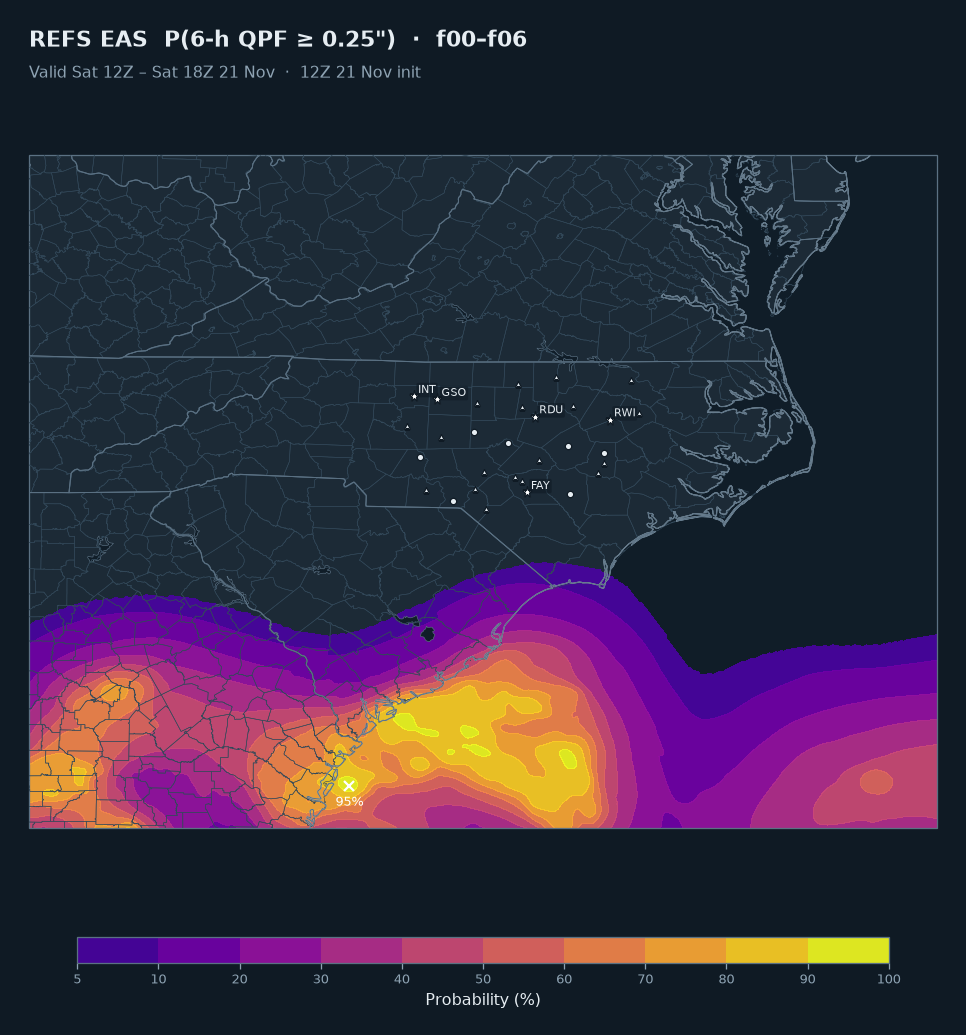 REFS EAS  P(6-h QPF ≥ 0.25")  ·  f00–f06
Valid Sat 12Z – Sat 18Z 21 Nov  ·  12Z 21 Nov init
INT
GSO
RDU
RWI
FAY
95%
5 10 20 30 40 50 60 70 80 90 100
Probability (%)